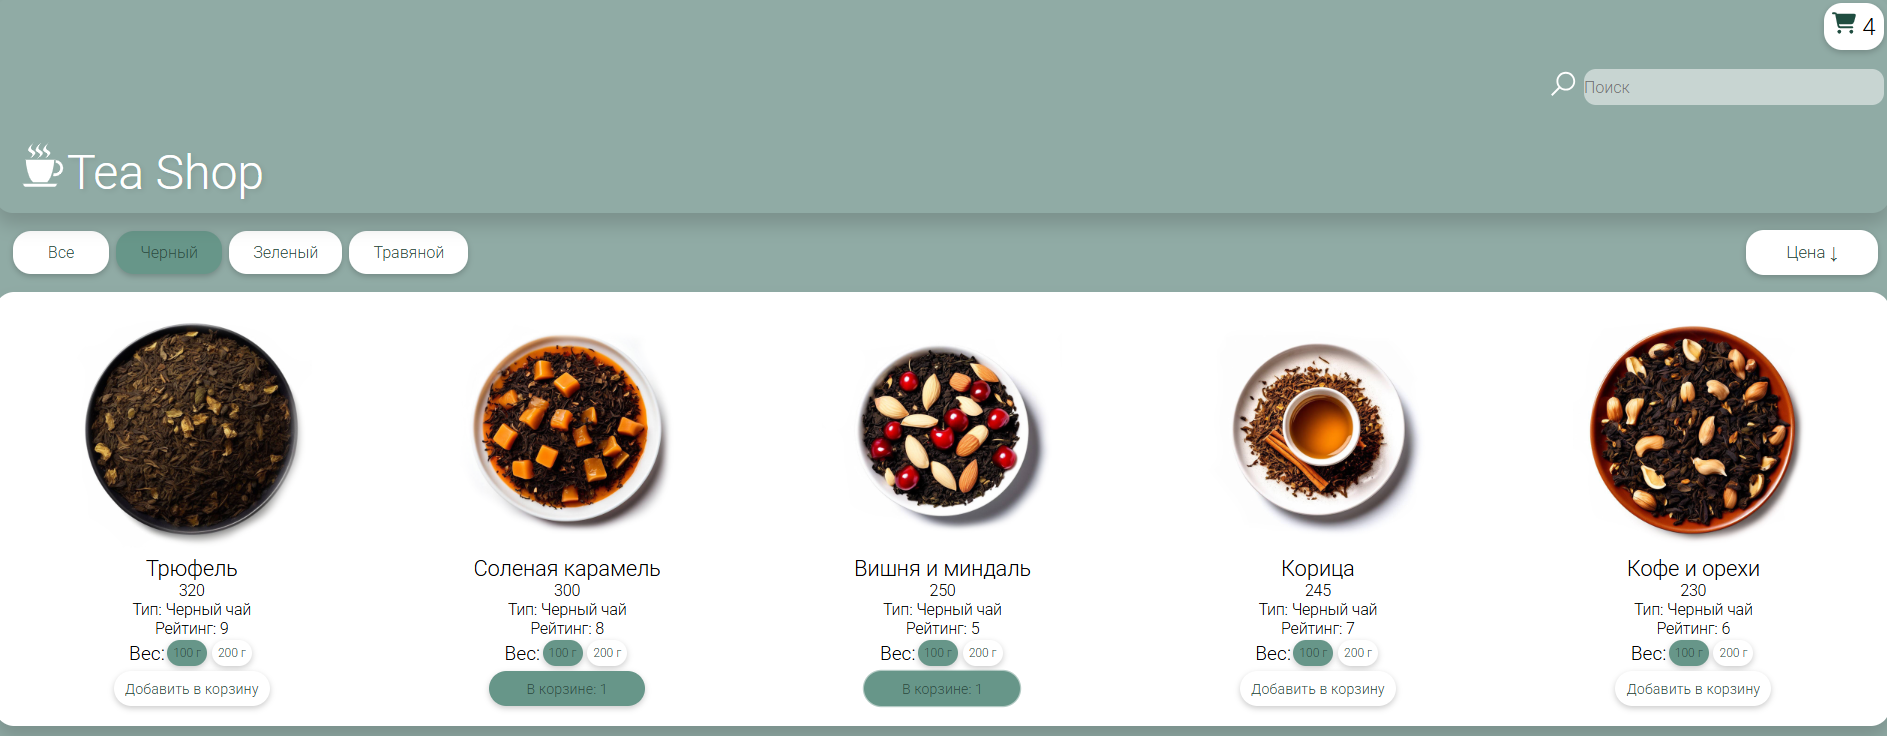 4
Поиск
Tea Shop
Все Черный Зеленый Травяной Цена ↓
Трюфель Соленая карамель Вишня и миндаль Корица Кофе и орехи
320 300 250 245 230
Тип: Черный чай Тип: Черный чай Тип: Черный чай Тип: Черный чай Тип: Черный чай
Рейтинг: 9 Рейтинг: 8 Рейтинг: 5 Рейтинг: 7 Рейтинг: 6
Вес: 100 г 200 г Вес: 100 г 200 г Вес: 100 г 200 г Вес: 100 г 200 г Вес: 100 г 200 г
Добавить в корзину В корзине: 1 В корзине: 1 Добавить в корзину Добавить в корзину